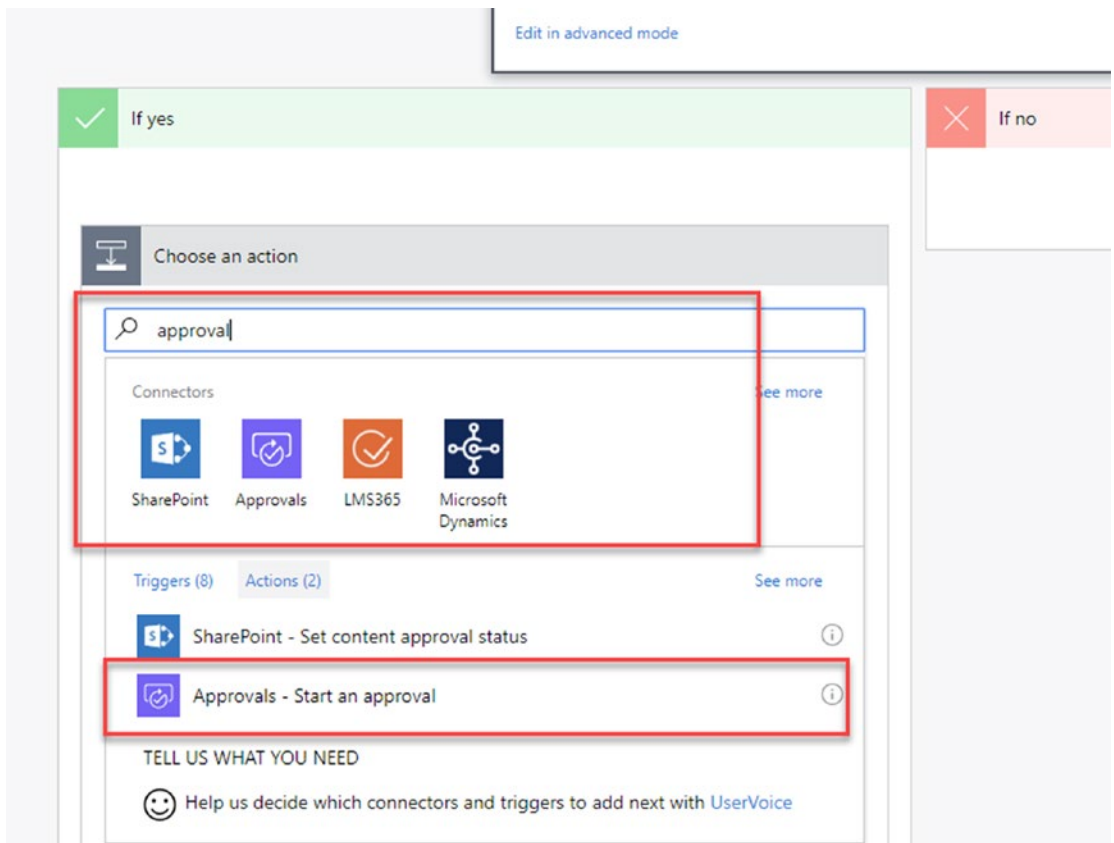 Edit in advanced mode
If yes
If no
Choose an action
approval
Connectors
See more
SharePoint
Approvals
LMS365
Microsoft
Dynamics
Triggers (8)
Actions (2)
See more
SharePoint - Set content approval status
Approvals - Start an approval
TELL US WHAT YOU NEED
Help us decide which connectors and triggers to add next with UserVoice